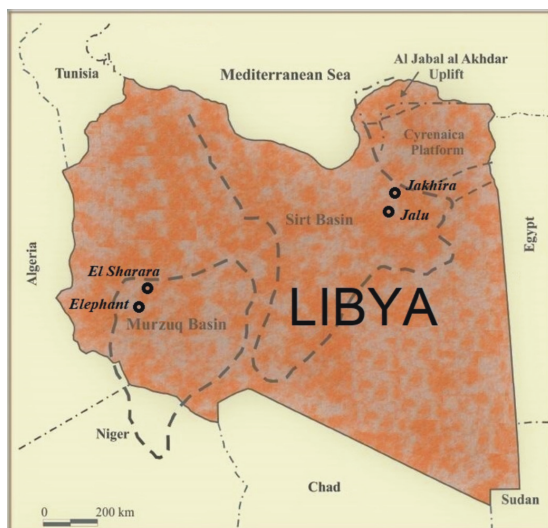 Tunisia
Mediterranean Sea
Al Jabal al Akhdar
Uplift
Cyrenaica
Platform
Jakhira
Jalu
Sirt Basin
Algeria
Egypt
El Sharara
Elephant
Murzuq Basin
LIBYA
Niger
Chad
Sudan
0 200 km